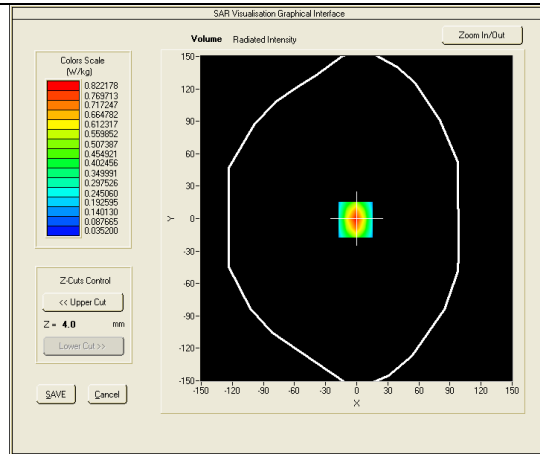 SAR Visualisation Graphical Interface
Volume Radiated Intensity
Zoom In/Out
Colors Scale
(W/kg)
0.822178
0.769713
0.717247
0.664782
0.612317
0.559852
0.507387
0.454921
0.402456
0.349991
0.297526
0.245060
0.192595
0.140130
0.087665
0.035200
Z-Cuts Control
<< Upper Cut
Z = 4.0 mm
Lower Cut >>
SAVE Cancel
150
120
90
60
30
0
-30
-60
-90
-120
-150
Y
-150 -120 -90 -60 -30 0 30 60 90 120 150
X